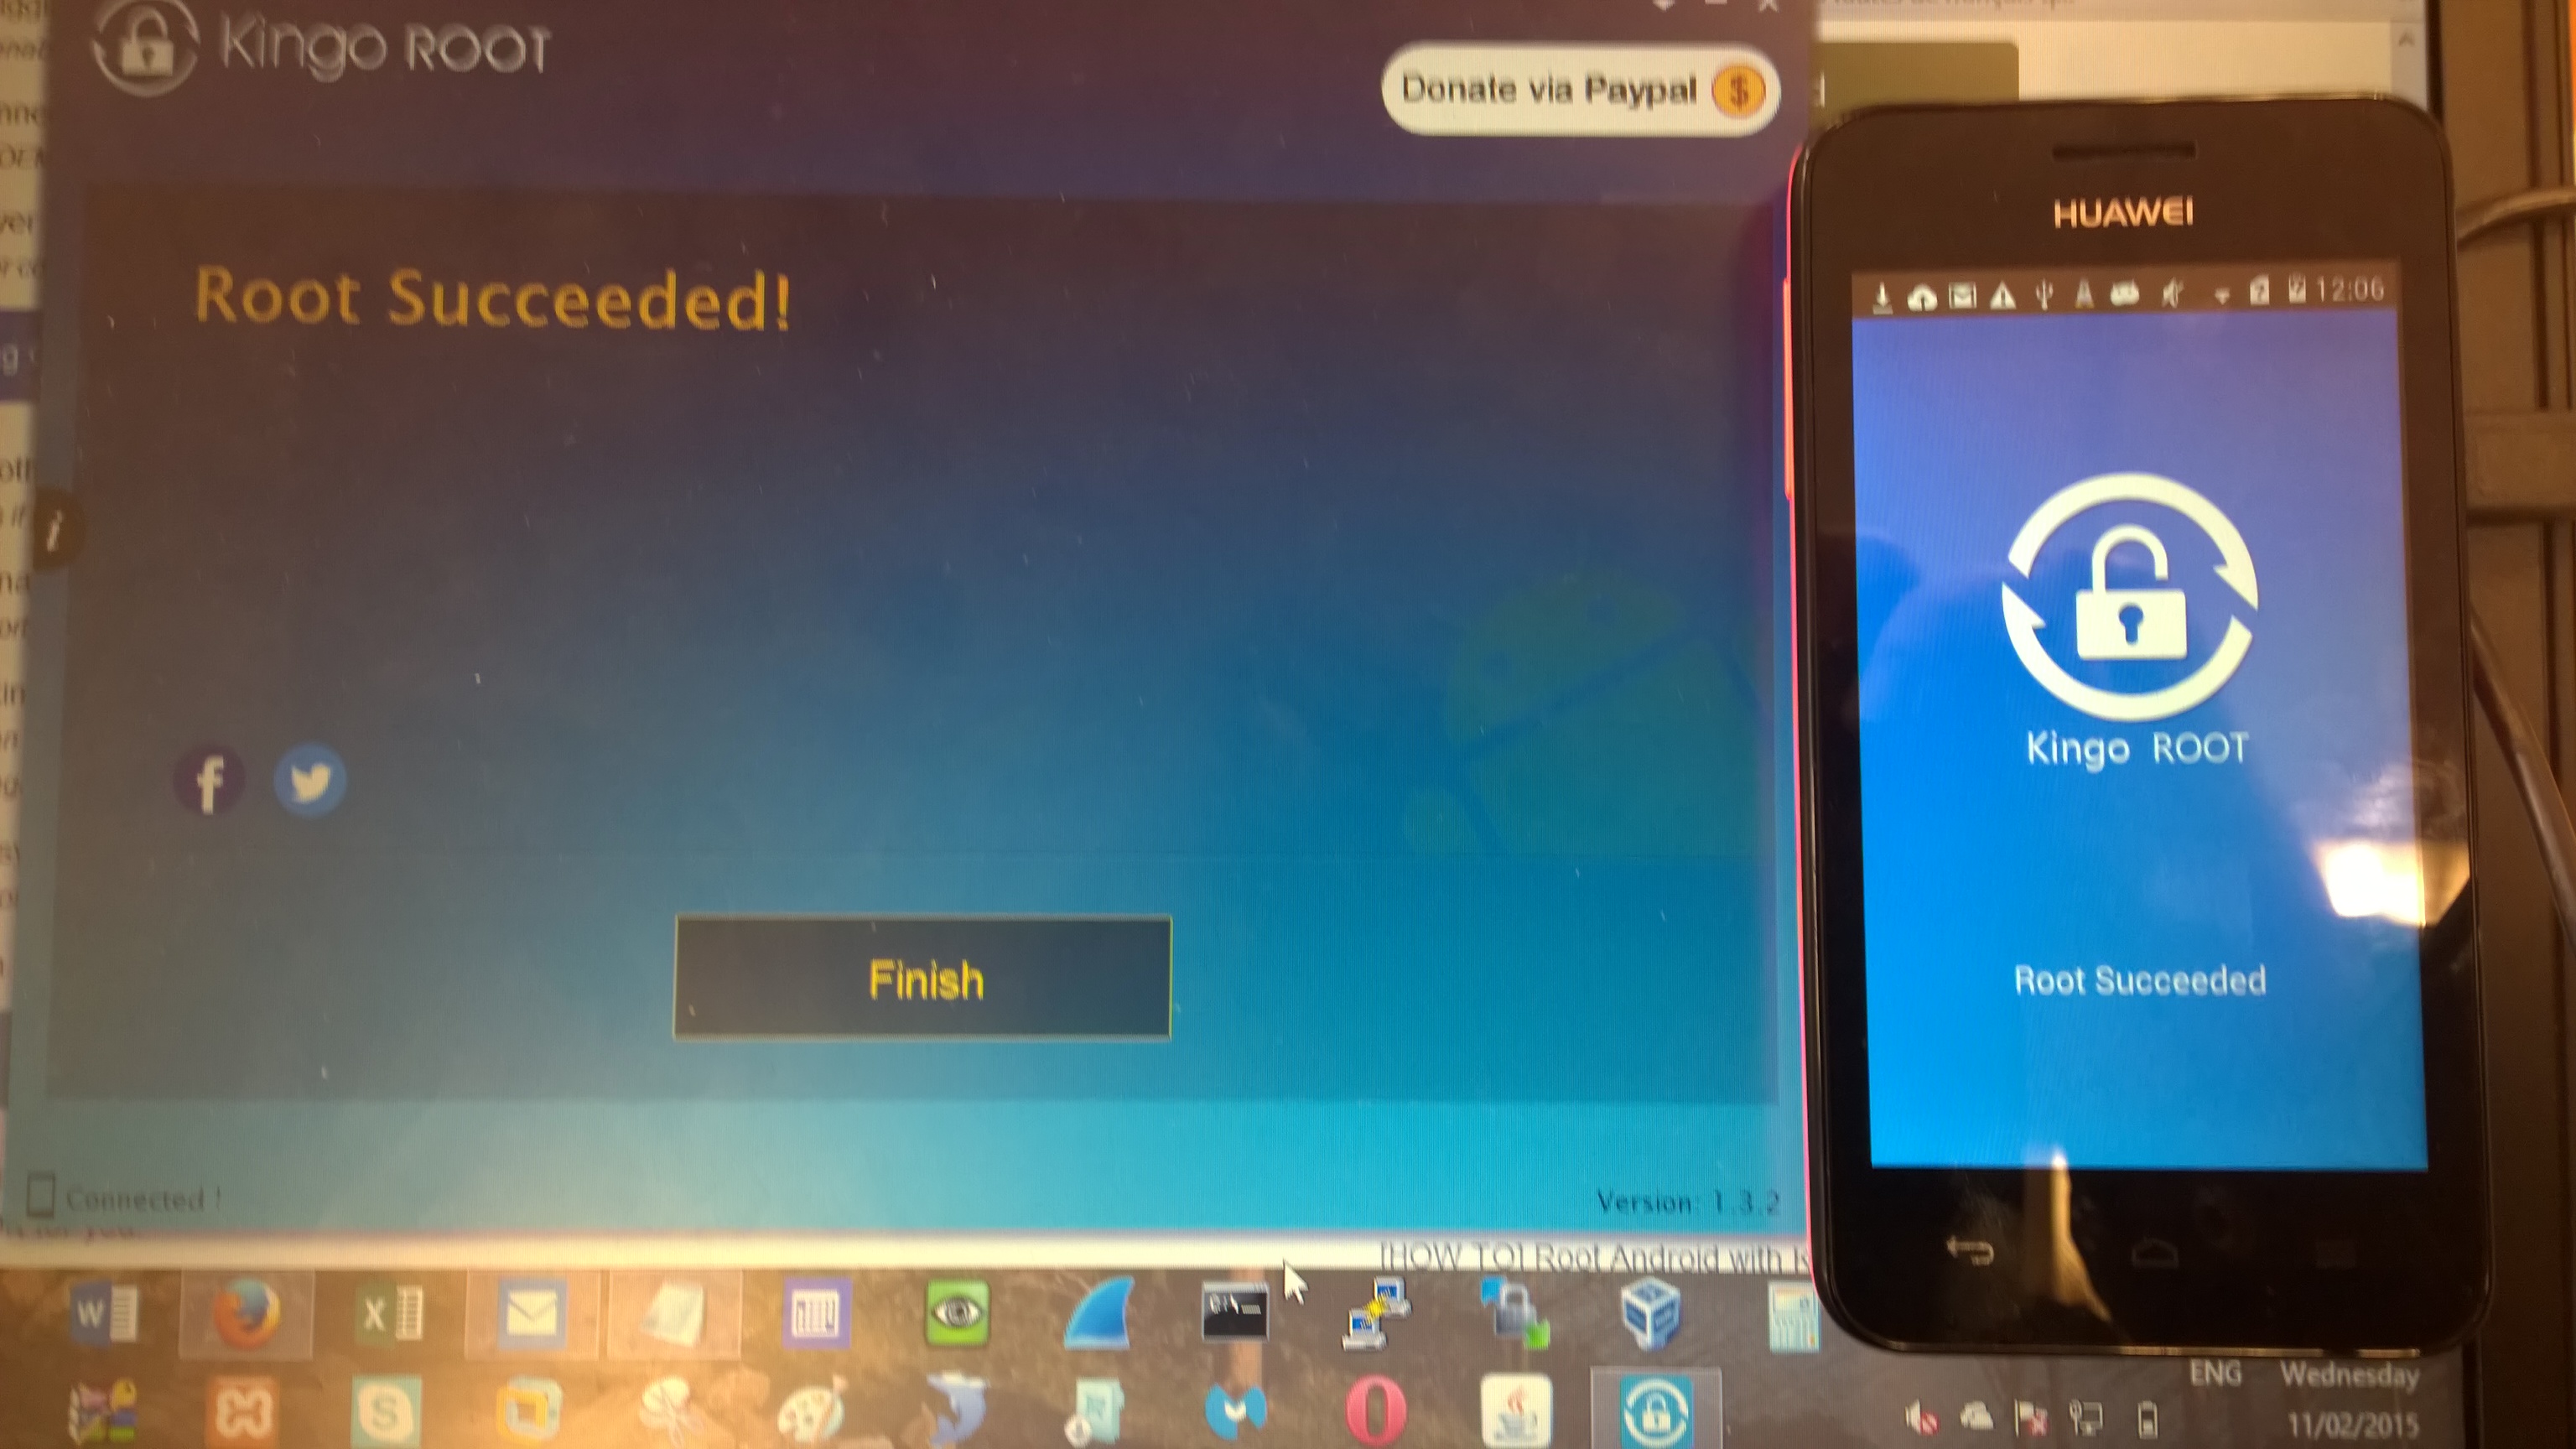 Kingo ROOT
Donate via Paypal
Root Succeeded!
Finish
Connected !
Version: 1.3.2
[HOW TO] Root Android with
HUAWEI
12:06
Kingo ROOT
Root Succeeded
ENG
Wednesday
11/02/2015